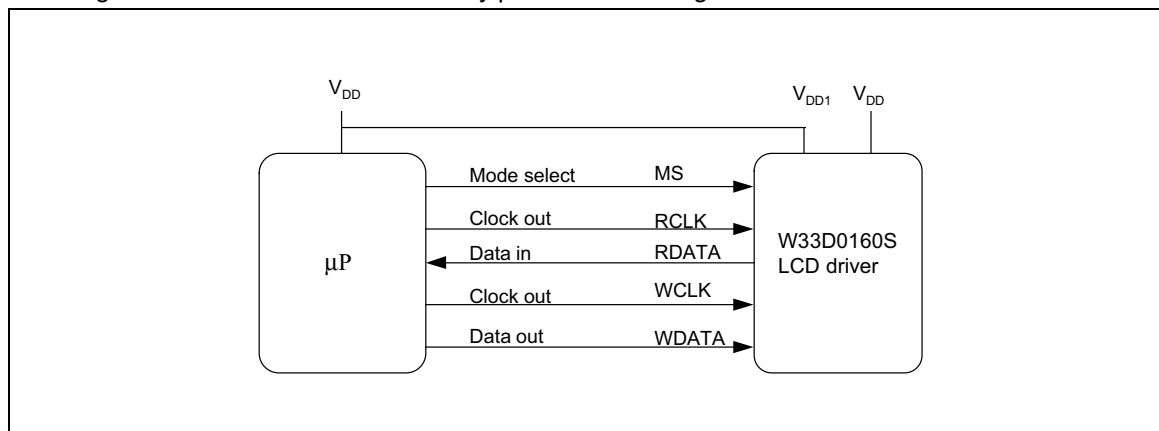 V_DD V_DD1 V_DD
Mode select MS
Clock out RCLK
Data in RDATA
Clock out WCLK
Data out WDATA
µP
W33D0160S
LCD driver